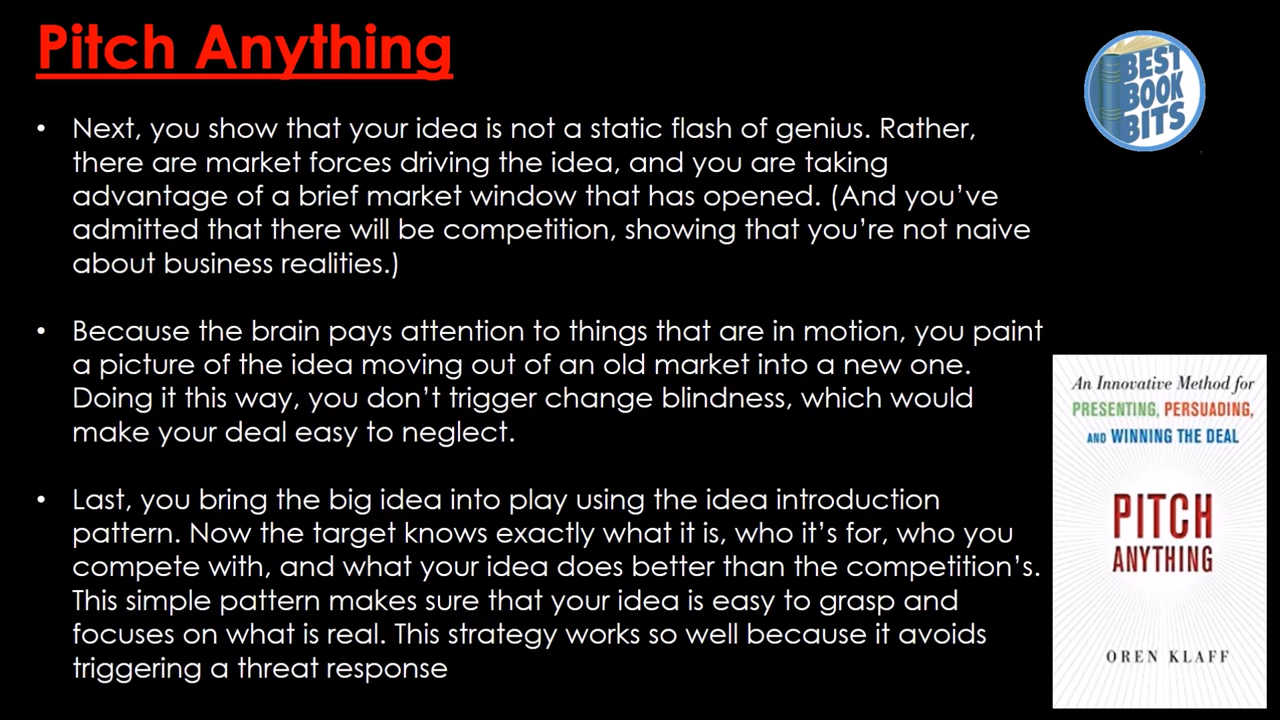 Pitch Anything
BEST
BOOK
BITS
• Next, you show that your idea is not a static flash of genius. Rather,
there are market forces driving the idea, and you are taking
advantage of a brief market window that has opened. (And you’ve
admitted that there will be competition, showing that you’re not naive
about business realities.)
• Because the brain pays attention to things that are in motion, you paint
a picture of the idea moving out of an old market into a new one.
Doing it this way, you don’t trigger change blindness, which would
make your deal easy to neglect.
• Last, you bring the big idea into play using the idea introduction
pattern. Now the target knows exactly what it is, who it’s for, who you
compete with, and what your idea does better than the competition’s.
This simple pattern makes sure that your idea is easy to grasp and
focuses on what is real. This strategy works so well because it avoids
triggering a threat response
An Innovative Method for
PRESENTING, PERSUADING,
AND WINNING THE DEAL
PITCH
ANYTHING
OREN KLAFF